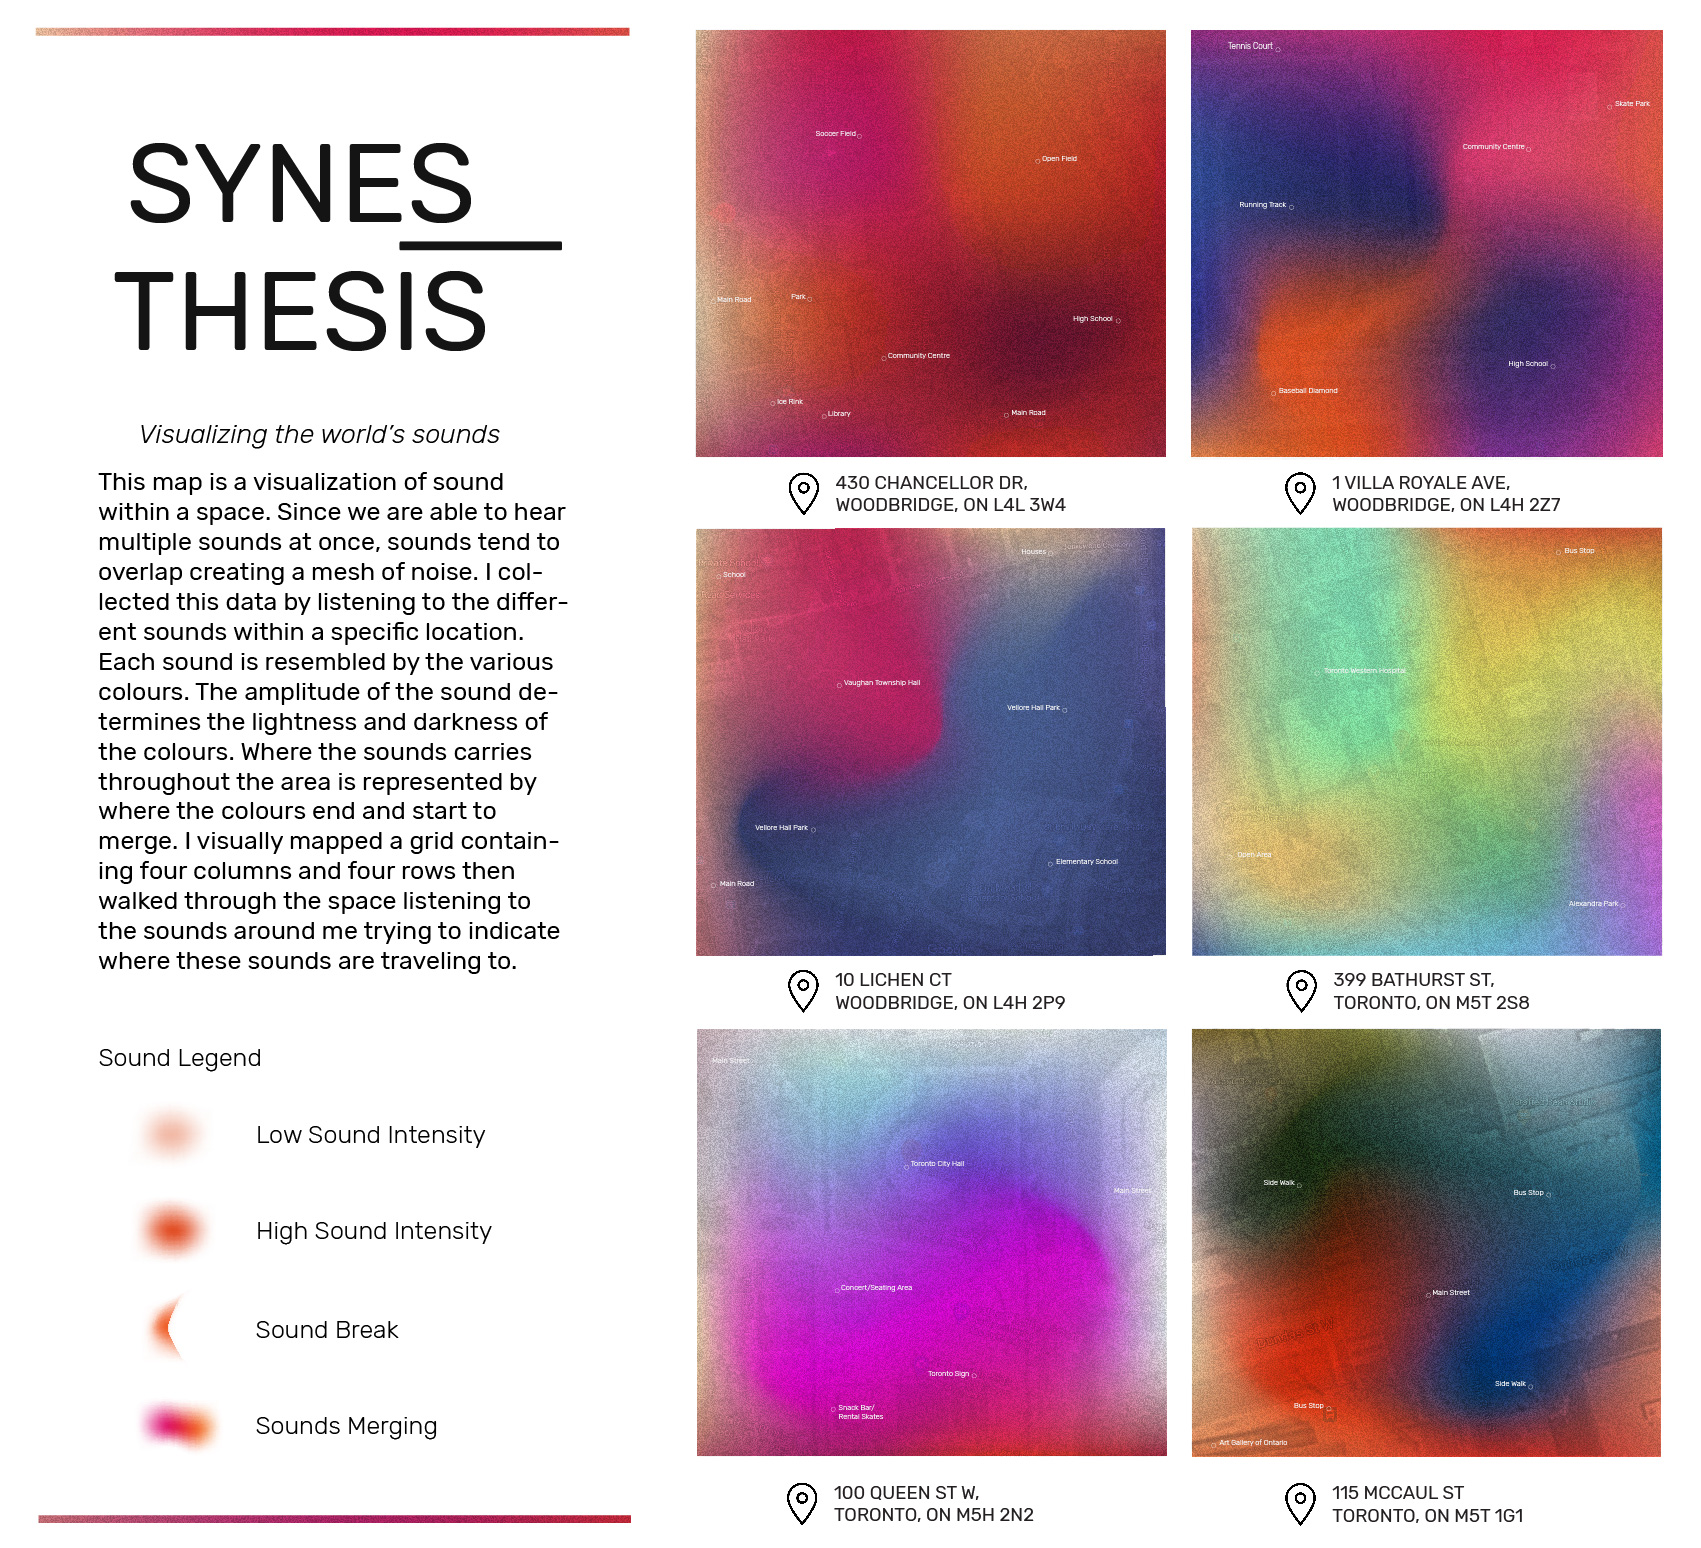 SYNES
THESIS
Visualizing the world's sounds
This map is a visualization of sound
within a space. Since we are able to hear
multiple sounds at once, sounds tend to
overlap creating a mesh of noise. I col-
lected this data by listening to the differ-
ent sounds within a specific location.
Each sound is resembled by the various
colours. The amplitude of the sound de-
termines the lightness and darkness of
the colours. Where the sounds carries
throughout the area is represented by
where the colours end and start to
merge. I visually mapped a grid contain-
ing four columns and four rows then
walked through the space listening to
the sounds around me trying to indicate
where these sounds are traveling to.
Sound Legend
Low Sound Intensity
High Sound Intensity
Sound Break
Sounds Merging
Soccer Field
Open Field
Main Road
Park
High School
Community Centre
Ice Rink
Library
Main Road
430 CHANCELLOR DR,
WOODBRIDGE, ON L4L 3W4
Tennis Court
Skate Park
Community Centre
Running Track
High School
Baseball Diamond
1 VILLA ROYALE AVE,
WOODBRIDGE, ON L4H 2Z7
Houses
School
Vaughan Township Hall
Vellore Hall Park
Vellore Hall Park
Elementary School
Main Road
10 LICHEN CT
WOODBRIDGE, ON L4H 2P9
Bus Stop
Toronto Western Hospital
Open Area
Alexandra Park
399 BATHURST ST,
TORONTO, ON M5T 2S8
Main Street
Toronto City Hall
Main Street
Concert/Seating Area
Toronto Sign
Snack Bar/
Rental Skates
100 QUEEN ST W,
TORONTO, ON M5H 2N2
Side Walk
Bus Stop
Main Street
Side Walk
Bus Stop
Art Gallery of Ontario
115 MCCAUL ST
TORONTO, ON M5T 1G1